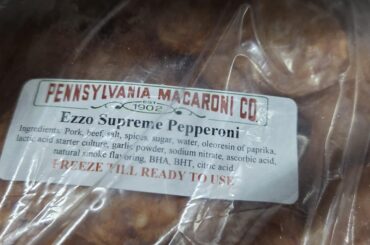 PENNSYLVANIA MACARONI CO.
EST
1902
Ezzo Supreme Pepperoni
Ingredients: Pork, beef, salt, spices, sugar, water, oleoresin of paprika,
lactic acid starter culture, garlic powder, sodium nitrate, ascorbic acid,
natural smoke flavoring, BHA, BHT, citric acid.
FREEZE TILL READY TO USE